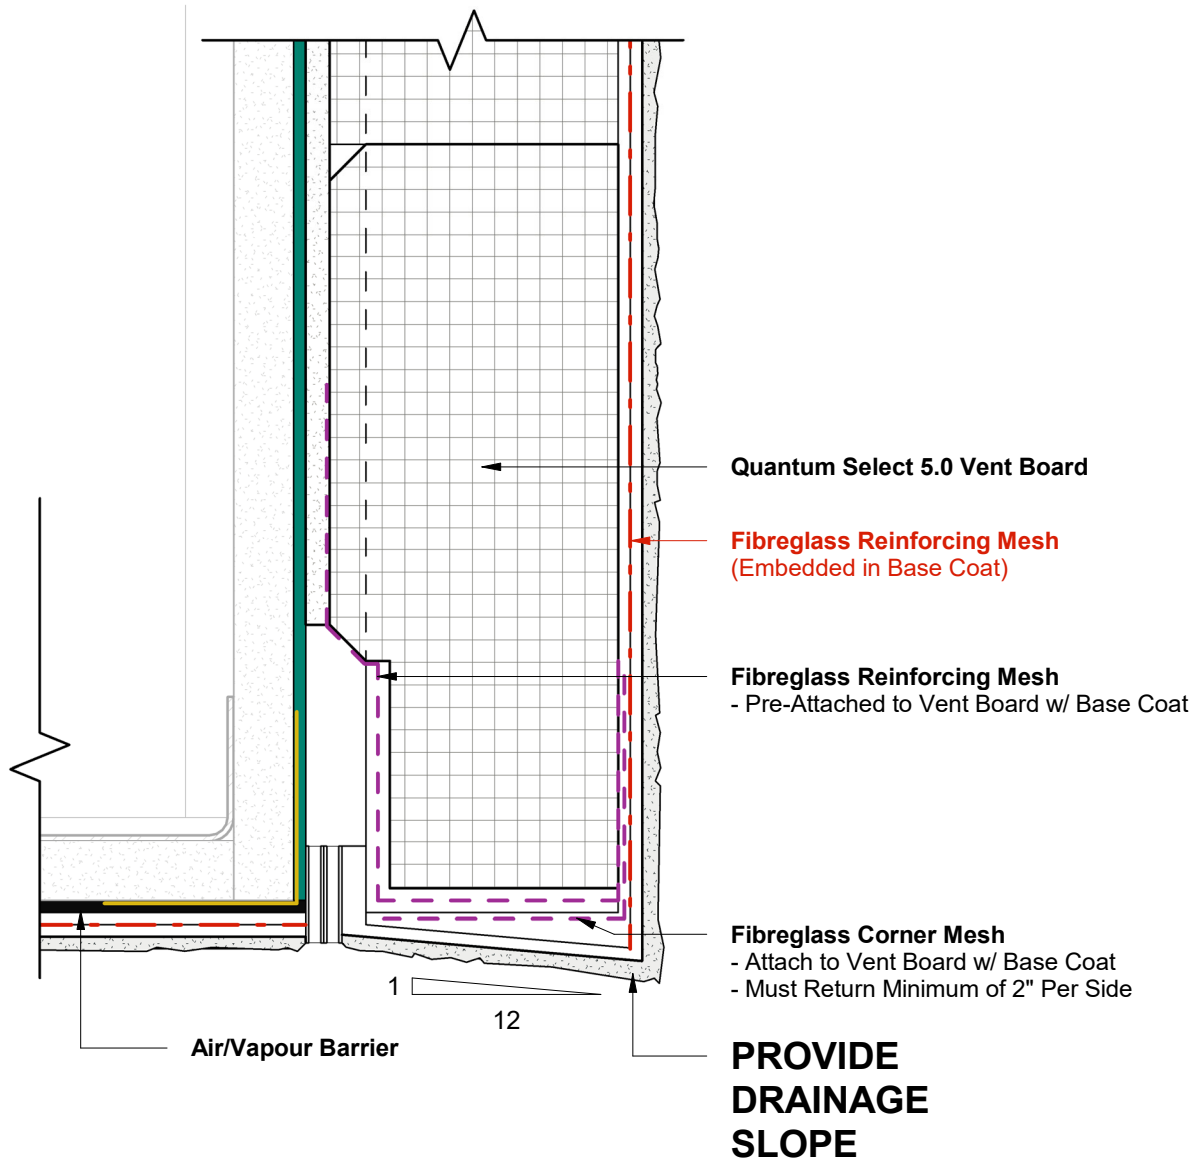 Quantum Select 5.0 Vent Board
Fibreglass Reinforcing Mesh
(Embedded in Base Coat)
Fibreglass Reinforcing Mesh
- Pre-Attached to Vent Board w/ Base Coat
Fibreglass Corner Mesh
- Attach to Vent Board w/ Base Coat
- Must Return Minimum of 2" Per Side
1
12
Air/Vapour Barrier
PROVIDE
DRAINAGE
SLOPE